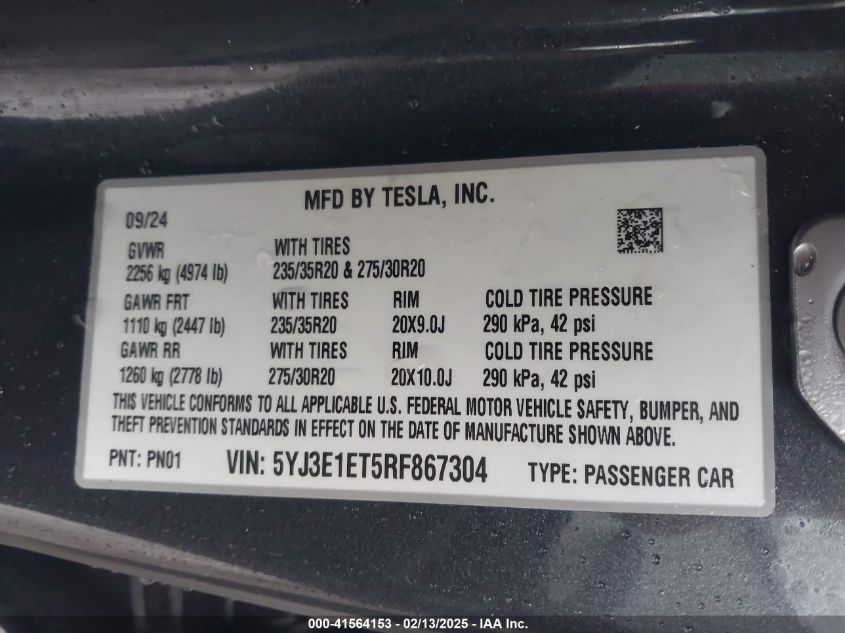 MFD BY TESLA, INC.
09/24
GVWR WITH TIRES
2256 kg (4974 lb) 235/35R20 & 275/30R20
GAWR FRT WITH TIRES RIM COLD TIRE PRESSURE
1110 kg (2447 lb) 235/35R20 20X9.0J 290 kPa, 42 psi
GAWR RR WITH TIRES RIM COLD TIRE PRESSURE
1260 kg (2778 lb) 275/30R20 20X10.0J 290 kPa, 42 psi
THIS VEHICLE CONFORMS TO ALL APPLICABLE U.S. FEDERAL MOTOR VEHICLE SAFETY, BUMPER, AND
THEFT PREVENTION STANDARDS IN EFFECT ON THE DATE OF MANUFACTURE SHOWN ABOVE.
PNT: PN01 VIN: 5YJ3E1ET5RF867304 TYPE: PASSENGER CAR
000-41564153 - 02/13/2025 - IAA Inc.